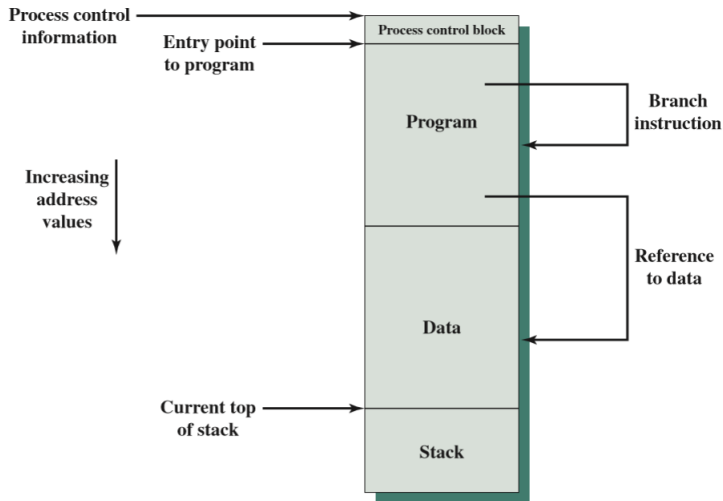 Process control
information
Process control block
Entry point
to program
Program
Branch
instruction
Increasing
address
values
Reference
to data
Data
Current top
of stack
Stack